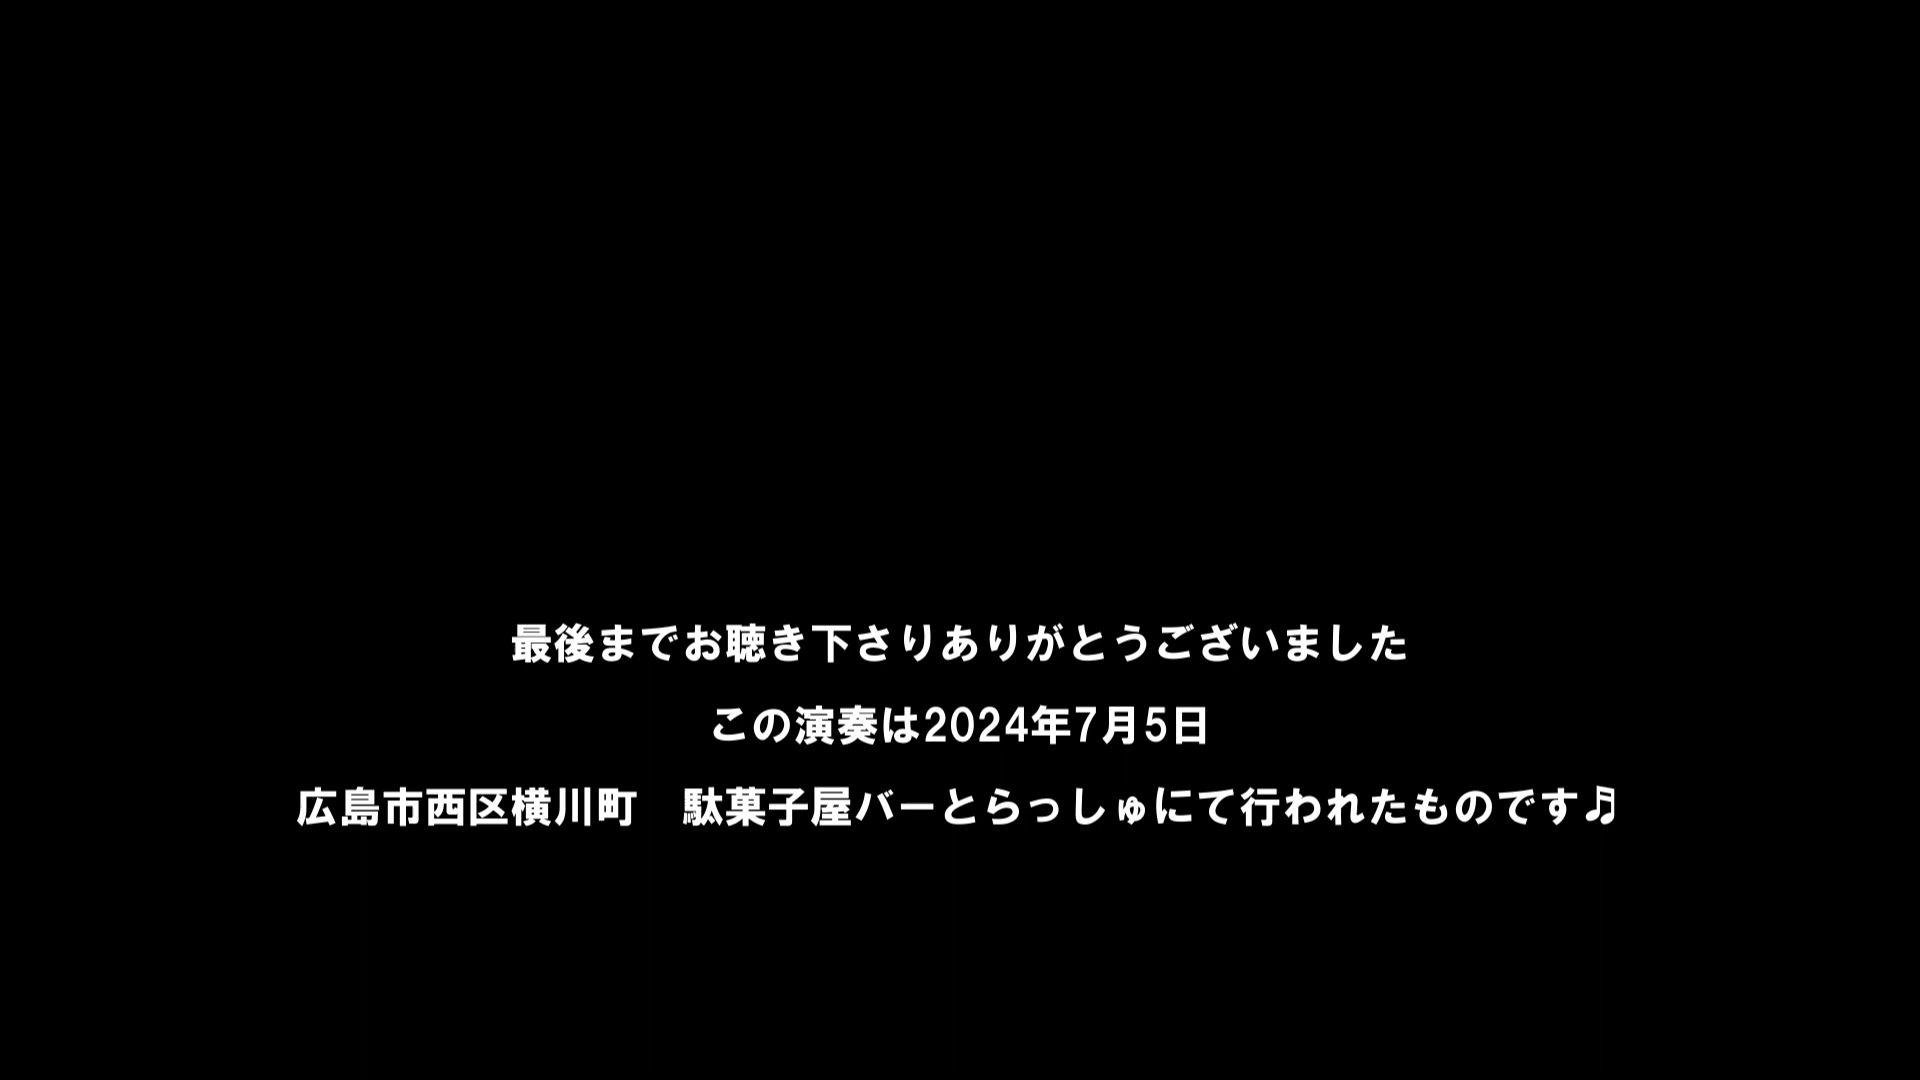 最後までお聴き下さりありがとうございました
この演奏は2024年7月5日
広島市西区横川町　駄菓子屋バーとらっしゅにて行われたものです♬